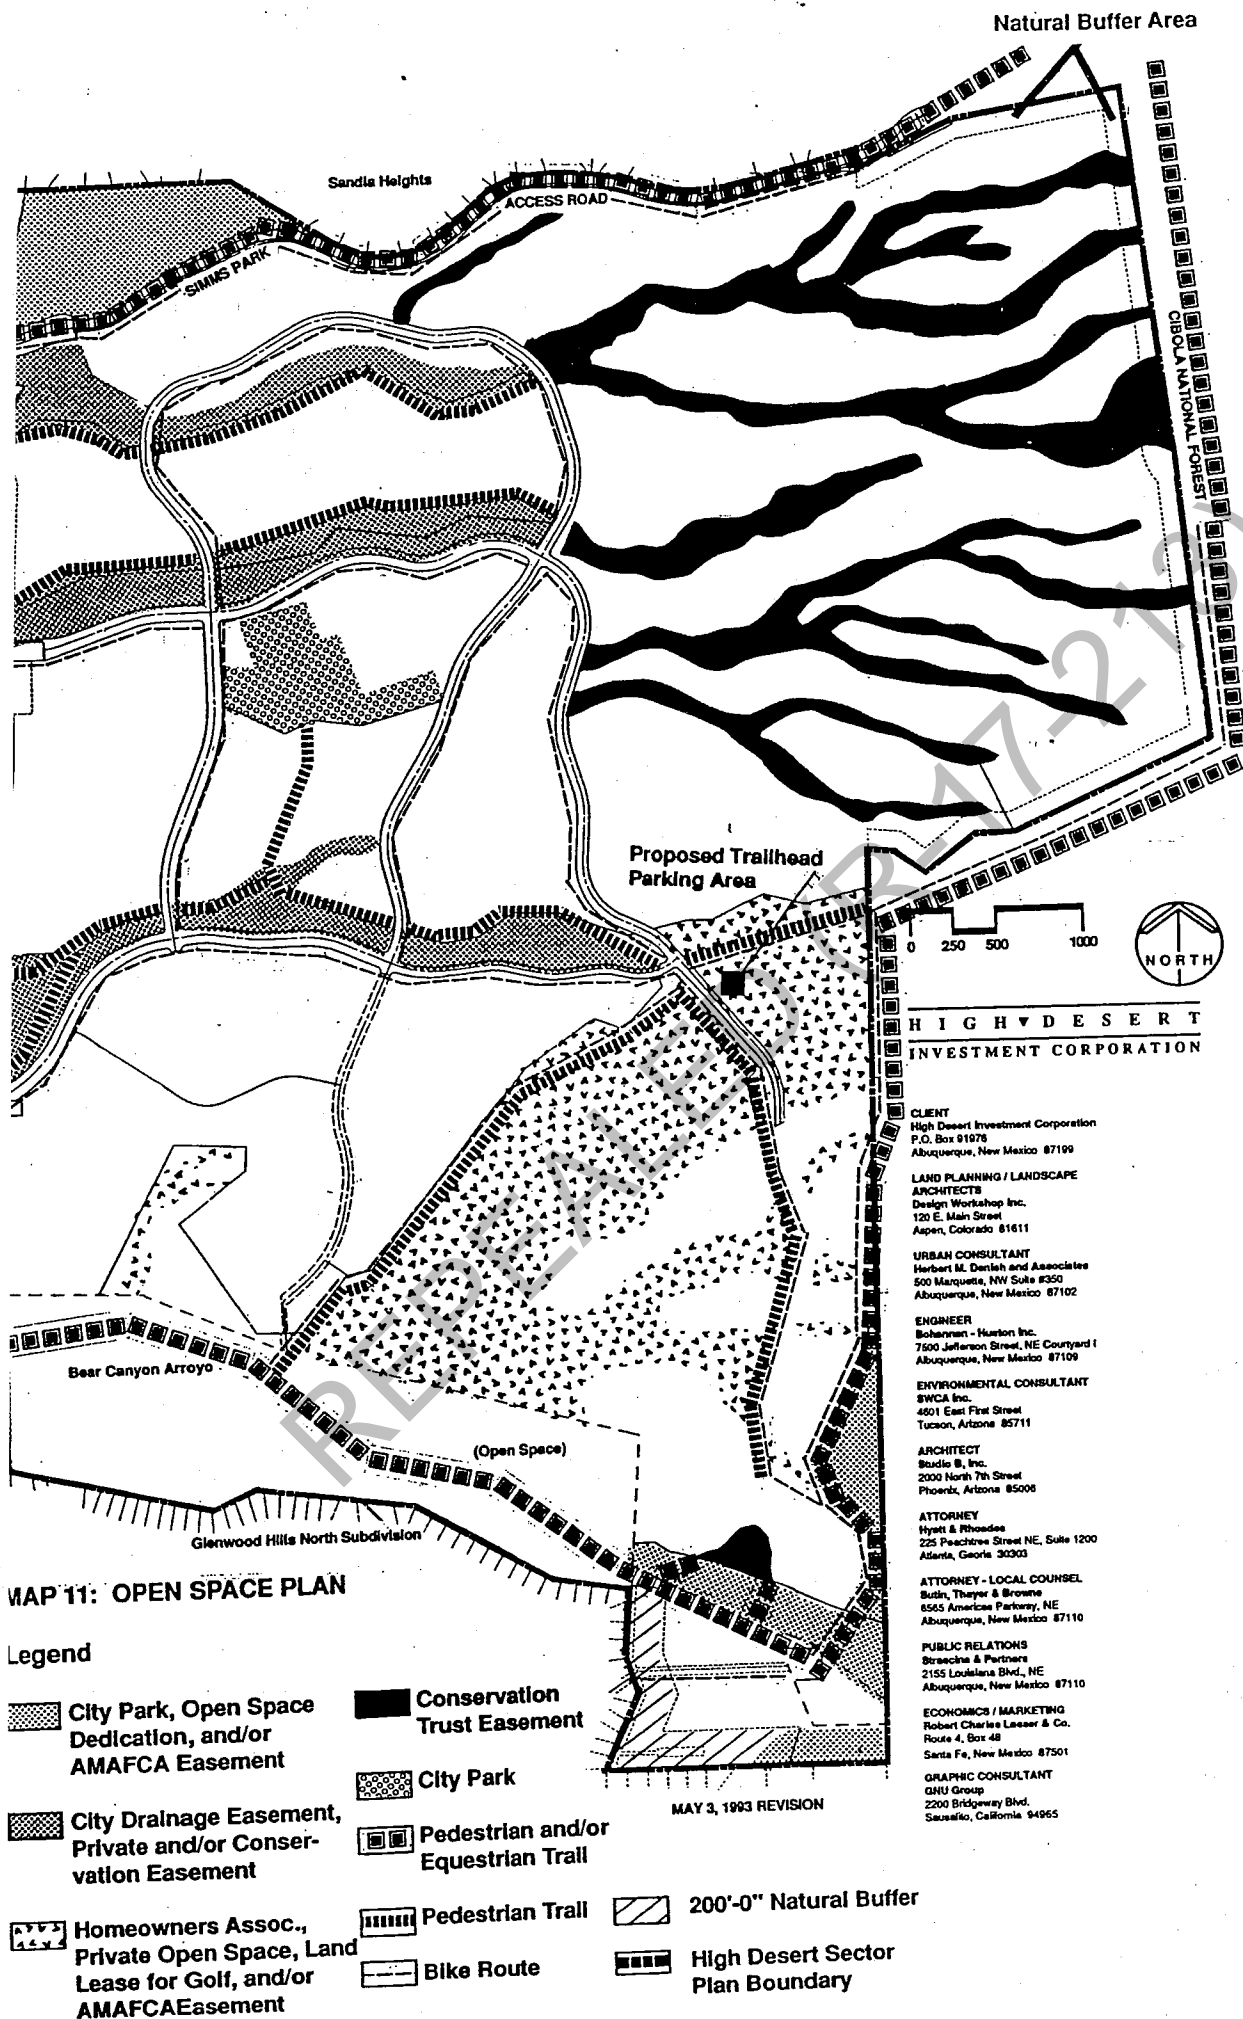 Natural Buffer Area
Sandia Heights
ACCESS ROAD
SIMMS PARK
CIBOLA NATIONAL FOREST
Proposed Trailhead
Parking Area
0 250 500 1000
NORTH
HIGH DESERT
INVESTMENT CORPORATION
CLIENT
High Desert Investment Corporation
P.O. Box 91976
Albuquerque, New Mexico 87199
LAND PLANNING / LANDSCAPE
ARCHITECTS
Design Workshop Inc.
120 E. Main Street
Aspen, Colorado 81611
URBAN CONSULTANT
Herbert M. Denish and Associates
500 Marquette, NW Suite #350
Albuquerque, New Mexico 87102
ENGINEER
Bohannan - Huston Inc.
7500 Jefferson Street, NE Courtyard I
Albuquerque, New Mexico 87109
ENVIRONMENTAL CONSULTANT
SWCA Inc.
4601 East First Street
Tucson, Arizona 85711
ARCHITECT
Studio B, Inc.
2000 North 7th Street
Phoenix, Arizona 85006
ATTORNEY
Hyatt & Rhoades
225 Peachtree Street NE, Suite 1200
Atlanta, Georia 30303
ATTORNEY - LOCAL COUNSEL
Sutin, Thayer & Browne
6565 Americas Parkway, NE
Albuquerque, New Mexico 87110
PUBLIC RELATIONS
& Partners
2155 Louisiana Blvd., NE
Albuquerque, New Mexico 87110
ECONOMICS / MARKETING
Robert Charles Lesser & Co.
Route 4, Box 48
Santa Fe, New Mexico 87501
GRAPHIC CONSULTANT
GNU Group
2200 Bridgeway Blvd.
Sausalito, California 94965
REPEALED (R-17-213)
Bear Canyon Arroyo
(Open Space)
Glenwood Hills North Subdivision
MAP 11: OPEN SPACE PLAN
MAY 3, 1993 REVISION
Legend
City Park, Open Space
Dedication, and/or
AMAFCA Easement
City Drainage Easement,
Private and/or Conser-
vation Easement
Homeowners Assoc.,
Private Open Space, Land
Lease for Golf, and/or
AMAFCAEasement
Conservation
Trust Easement
City Park
Pedestrian and/or
Equestrian Trail
Pedestrian Trail
Bike Route
200'-0" Natural Buffer
High Desert Sector
Plan Boundary